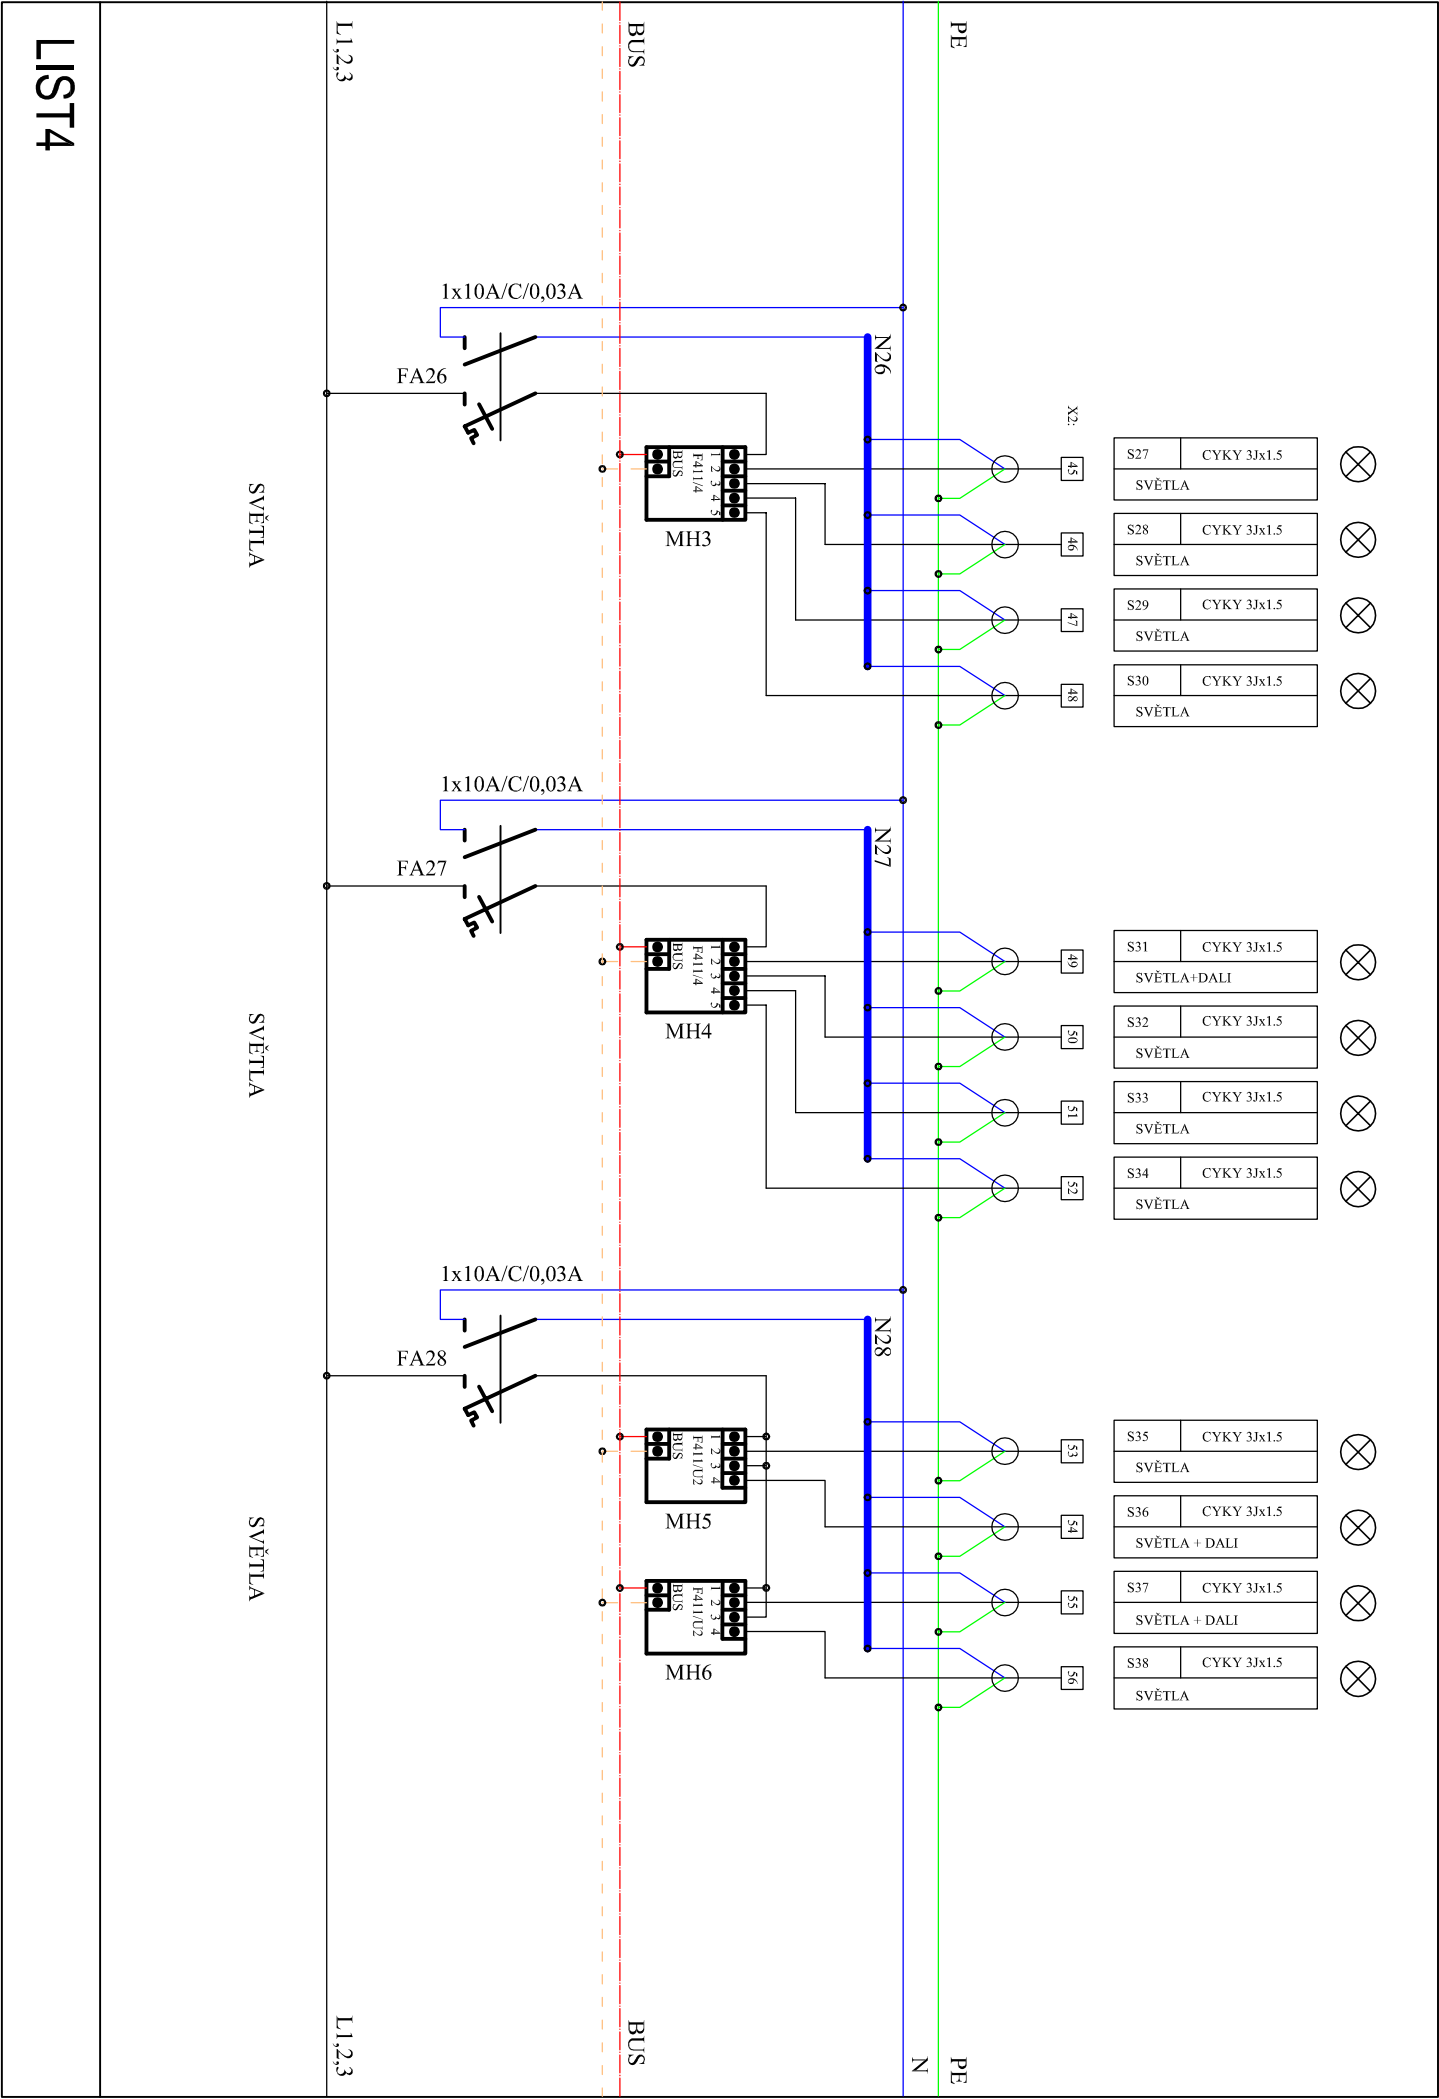 LIST4
L1,2,3
BUS
PE
1x10A/C/0,03A
FA26
N26
X2:
F411/4
BUS
1
2
3
4
5
MH3
45
S27 CYKY 3Jx1.5
SVĚTLA
46
S28 CYKY 3Jx1.5
SVĚTLA
47
S29 CYKY 3Jx1.5
SVĚTLA
48
S30 CYKY 3Jx1.5
SVĚTLA
SVĚTLA
1x10A/C/0,03A
FA27
N27
F411/4
BUS
1
2
3
4
5
MH4
49
S31 CYKY 3Jx1.5
SVĚTLA+DALI
50
S32 CYKY 3Jx1.5
SVĚTLA
51
S33 CYKY 3Jx1.5
SVĚTLA
52
S34 CYKY 3Jx1.5
SVĚTLA
SVĚTLA
1x10A/C/0,03A
FA28
N28
F411/U2
BUS
1
2
3
4
MH5
F411/U2
BUS
1
2
3
4
MH6
53
S35 CYKY 3Jx1.5
SVĚTLA
54
S36 CYKY 3Jx1.5
SVĚTLA + DALI
55
S37 CYKY 3Jx1.5
SVĚTLA + DALI
56
S38 CYKY 3Jx1.5
SVĚTLA
SVĚTLA
L1,2,3
BUS
N
PE